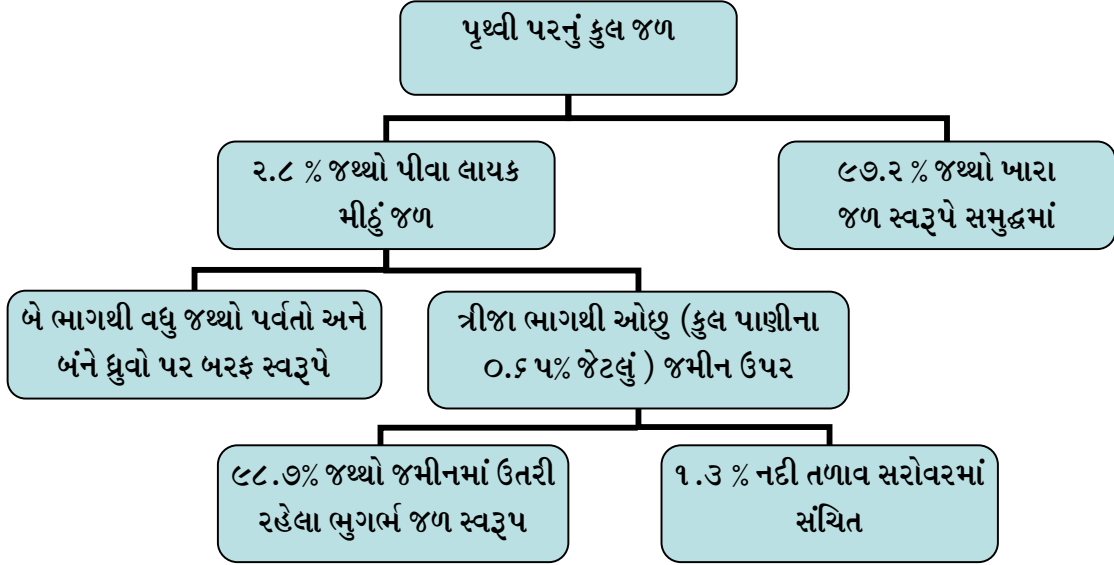 પૃથ્વી પરનું કુલ જળ
૨.૮ % જથ્થો પીવા લાયક
મીઠું જળ
૯૭.૨ % જથ્થો ખારા
જળ સ્વરૂપે સમુદ્રમાં
બે ભાગથી વધુ જથ્થો પર્વતો અને
બંને ધ્રુવો પર બરફ સ્વરૂપે
ત્રીજા ભાગથી ઓછુ (કુલ પાણીના
૦.૬ ૫% જેટલું ) જમીન ઉપર
૯૮.૭% જથ્થો જમીનમાં ઉતરી
રહેલા ભુગર્ભ જળ સ્વરૂપ
૧.૩ % નદી તળાવ સરોવરમાં
સંચિત